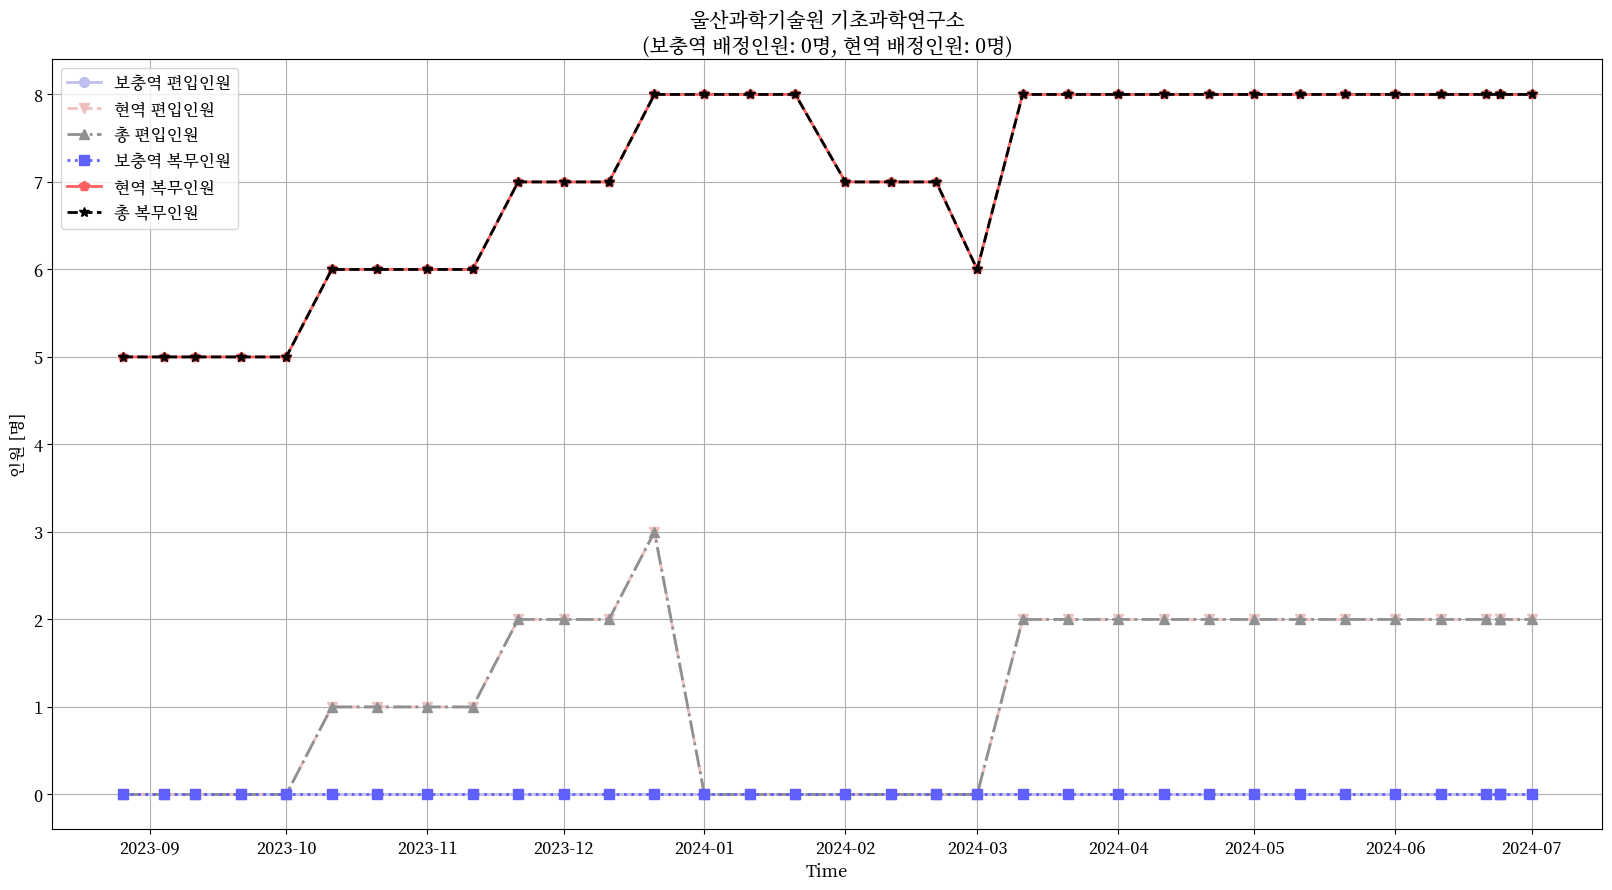 울산과학기술원 기초과학연구소
(보충역 배정인원: 0명, 현역 배정인원: 0명)
보충역 편입인원
현역 편입인원
총 편입인원
보충역 복무인원
현역 복무인원
총 복무인원
8
7
6
5
4
3
2
1
0
인원 [명]
2023-09 2023-10 2023-11 2023-12 2024-01 2024-02 2024-03 2024-04 2024-05 2024-06 2024-07
Time